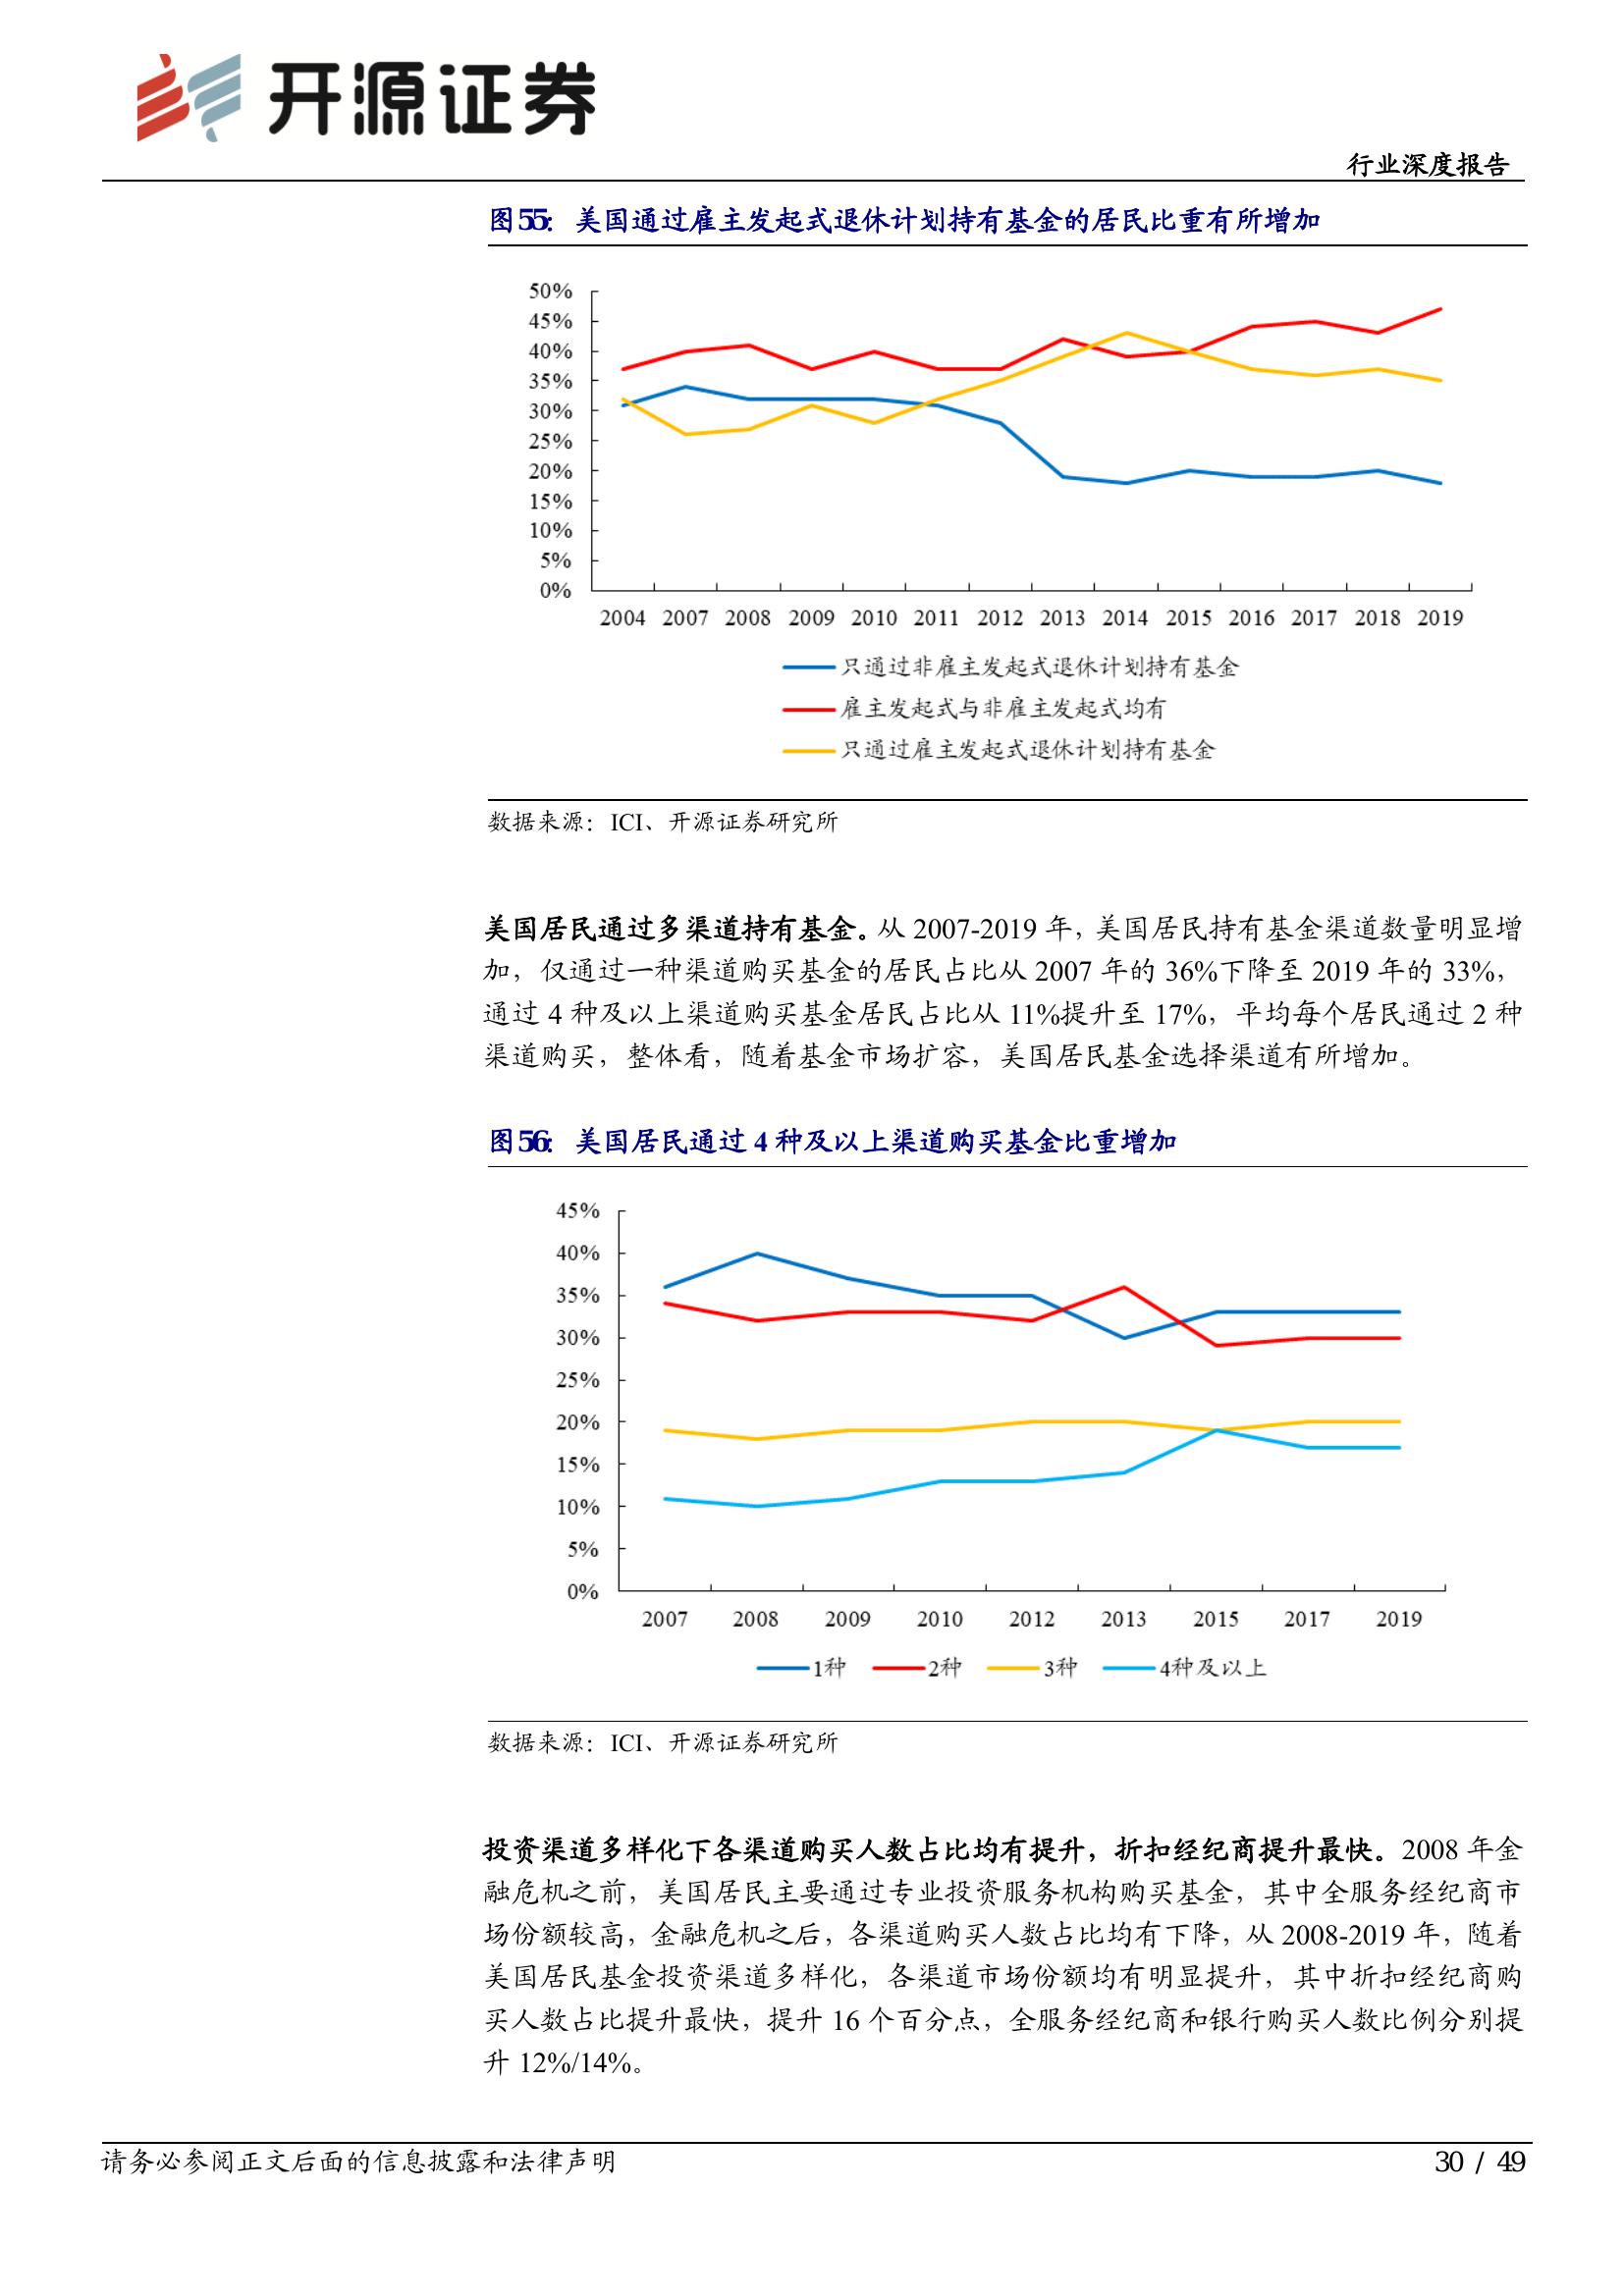 开源证券
行业深度报告
图55： 美国通过雇主发起式退休计划持有基金的居民比重有所增加
50%
45%
40%
35%
30%
25%
20%
15%
10%
5%
0%
2004 2007 2008 2009 2010 2011 2012 2013 2014 2015 2016 2017 2018 2019
只通过非雇主发起式退休计划持有基金
雇主发起式与非雇主发起式均有
只通过雇主发起式退休计划持有基金
数据来源：ICI、开源证券研究所
美国居民通过多渠道持有基金。从 2007-2019 年，美国居民持有基金渠道数量明显增
加，仅通过一种渠道购买基金的居民占比从 2007 年的 36%下降至 2019 年的 33%，
通过 4 种及以上渠道购买基金居民占比从 11%提升至 17%，平均每个居民通过 2 种
渠道购买，整体看，随着基金市场扩容，美国居民基金选择渠道有所增加。
图56： 美国居民通过 4 种及以上渠道购买基金比重增加
45%
40%
35%
30%
25%
20%
15%
10%
5%
0%
2007 2008 2009 2010 2012 2013 2015 2017 2019
1种 2种 3种 4种及以上
数据来源：ICI、开源证券研究所
投资渠道多样化下各渠道购买人数占比均有提升，折扣经纪商提升最快。2008 年金
融危机之前，美国居民主要通过专业投资服务机构购买基金，其中全服务经纪商市
场份额较高，金融危机之后，各渠道购买人数占比均有下降，从 2008-2019 年，随着
美国居民基金投资渠道多样化，各渠道市场份额均有明显提升，其中折扣经纪商购
买人数占比提升最快，提升 16 个百分点，全服务经纪商和银行购买人数比例分别提
升 12%/14%。
请务必参阅正文后面的信息披露和法律声明
30 / 49